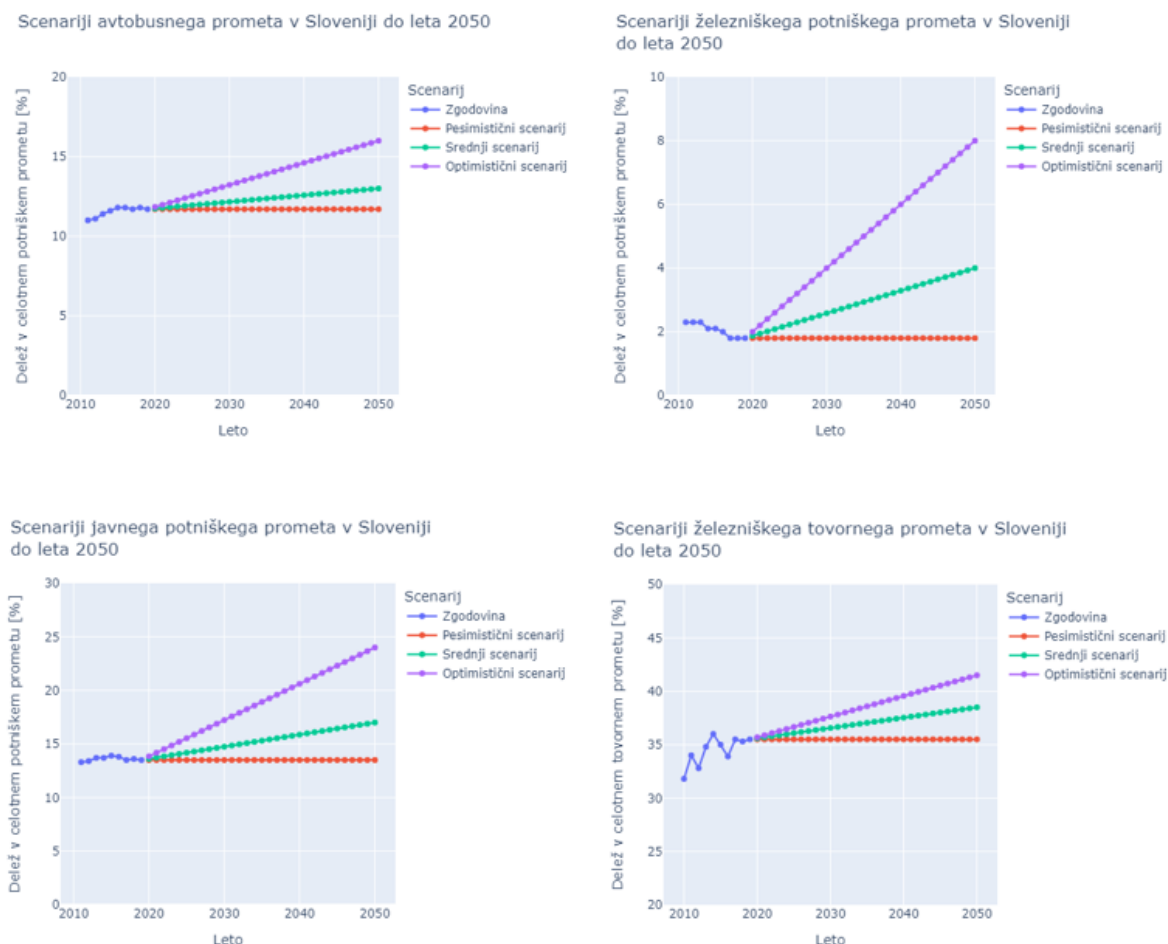 Scenariji avtobusnega prometa v Sloveniji do leta 2050
Delež v celotnem potniškem prometu [%]
20
15
10
5
0
2010
2020
2030
2040
2050
Leto
Scenarij
Zgodovina
Pesimistični scenarij
Srednji scenarij
Optimistični scenarij
Scenariji železniškega potniškega prometa v Sloveniji
do leta 2050
Delež v celotnem potniškem prometu [%]
10
8
6
4
2
0
2010
2020
2030
2040
2050
Leto
Scenarij
Zgodovina
Pesimistični scenarij
Srednji scenarij
Optimistični scenarij
Scenariji javnega potniškega prometa v Sloveniji
do leta 2050
Delež v celotnem potniškem prometu [%]
30
25
20
15
10
5
0
2010
2020
2030
2040
2050
Leto
Scenarij
Zgodovina
Pesimistični scenarij
Srednji scenarij
Optimistični scenarij
Scenariji železniškega tovornega prometa v Sloveniji
do leta 2050
Delež v celotnem tovornem prometu [%]
50
45
40
35
30
25
20
2010
2020
2030
2040
2050
Leto
Scenarij
Zgodovina
Pesimistični scenarij
Srednji scenarij
Optimistični scenarij